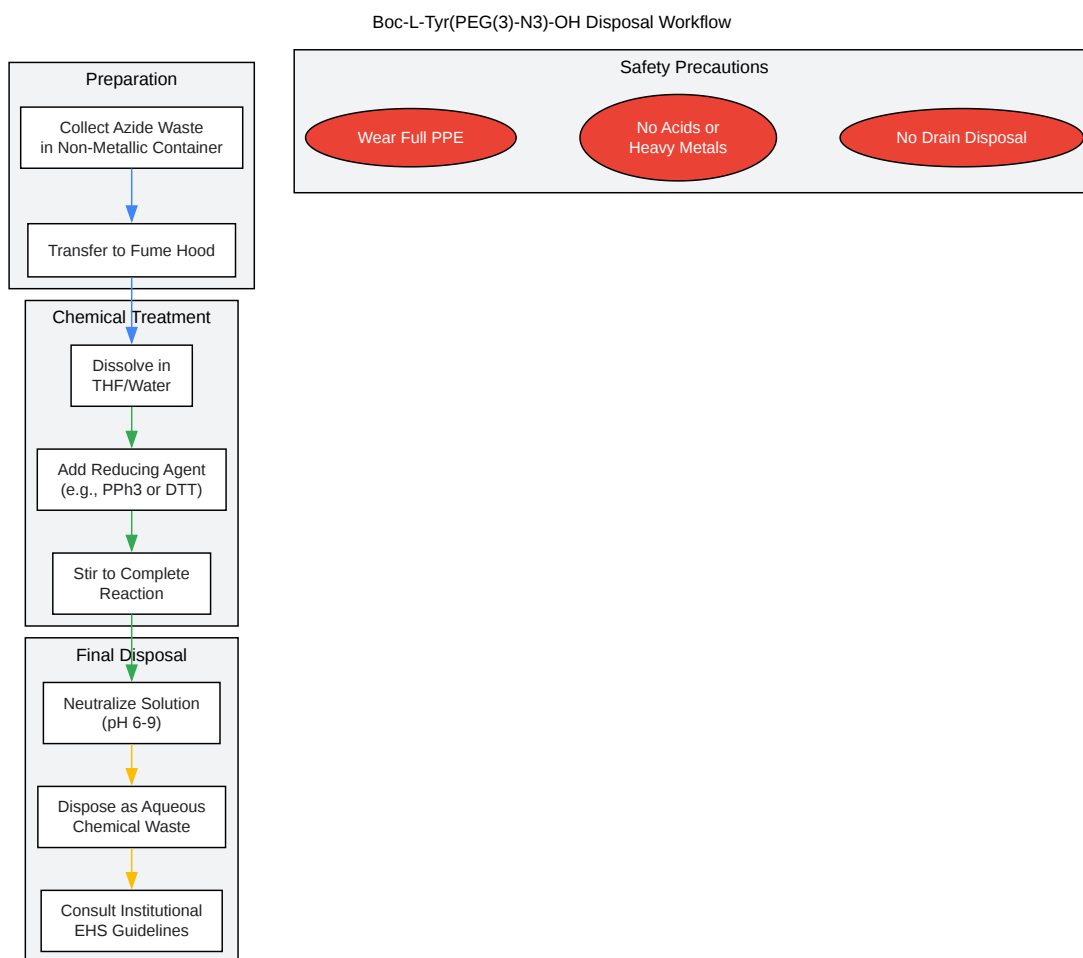 Boc-L-Tyr(PEG(3)-N3)-OH Disposal Workflow
Preparation
Collect Azide Waste
in Non-Metallic Container
Transfer to Fume Hood
Chemical Treatment
Dissolve in
THF/Water
Add Reducing Agent
(e.g., PPh3 or DTT)
Stir to Complete
Reaction
Final Disposal
Neutralize Solution
(pH 6-9)
Dispose as Aqueous
Chemical Waste
Consult Institutional
EHS Guidelines
Safety Precautions
Wear Full PPE
No Acids or
Heavy Metals
No Drain Disposal